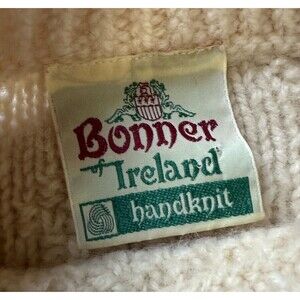 Bonner
of Ireland
handknit